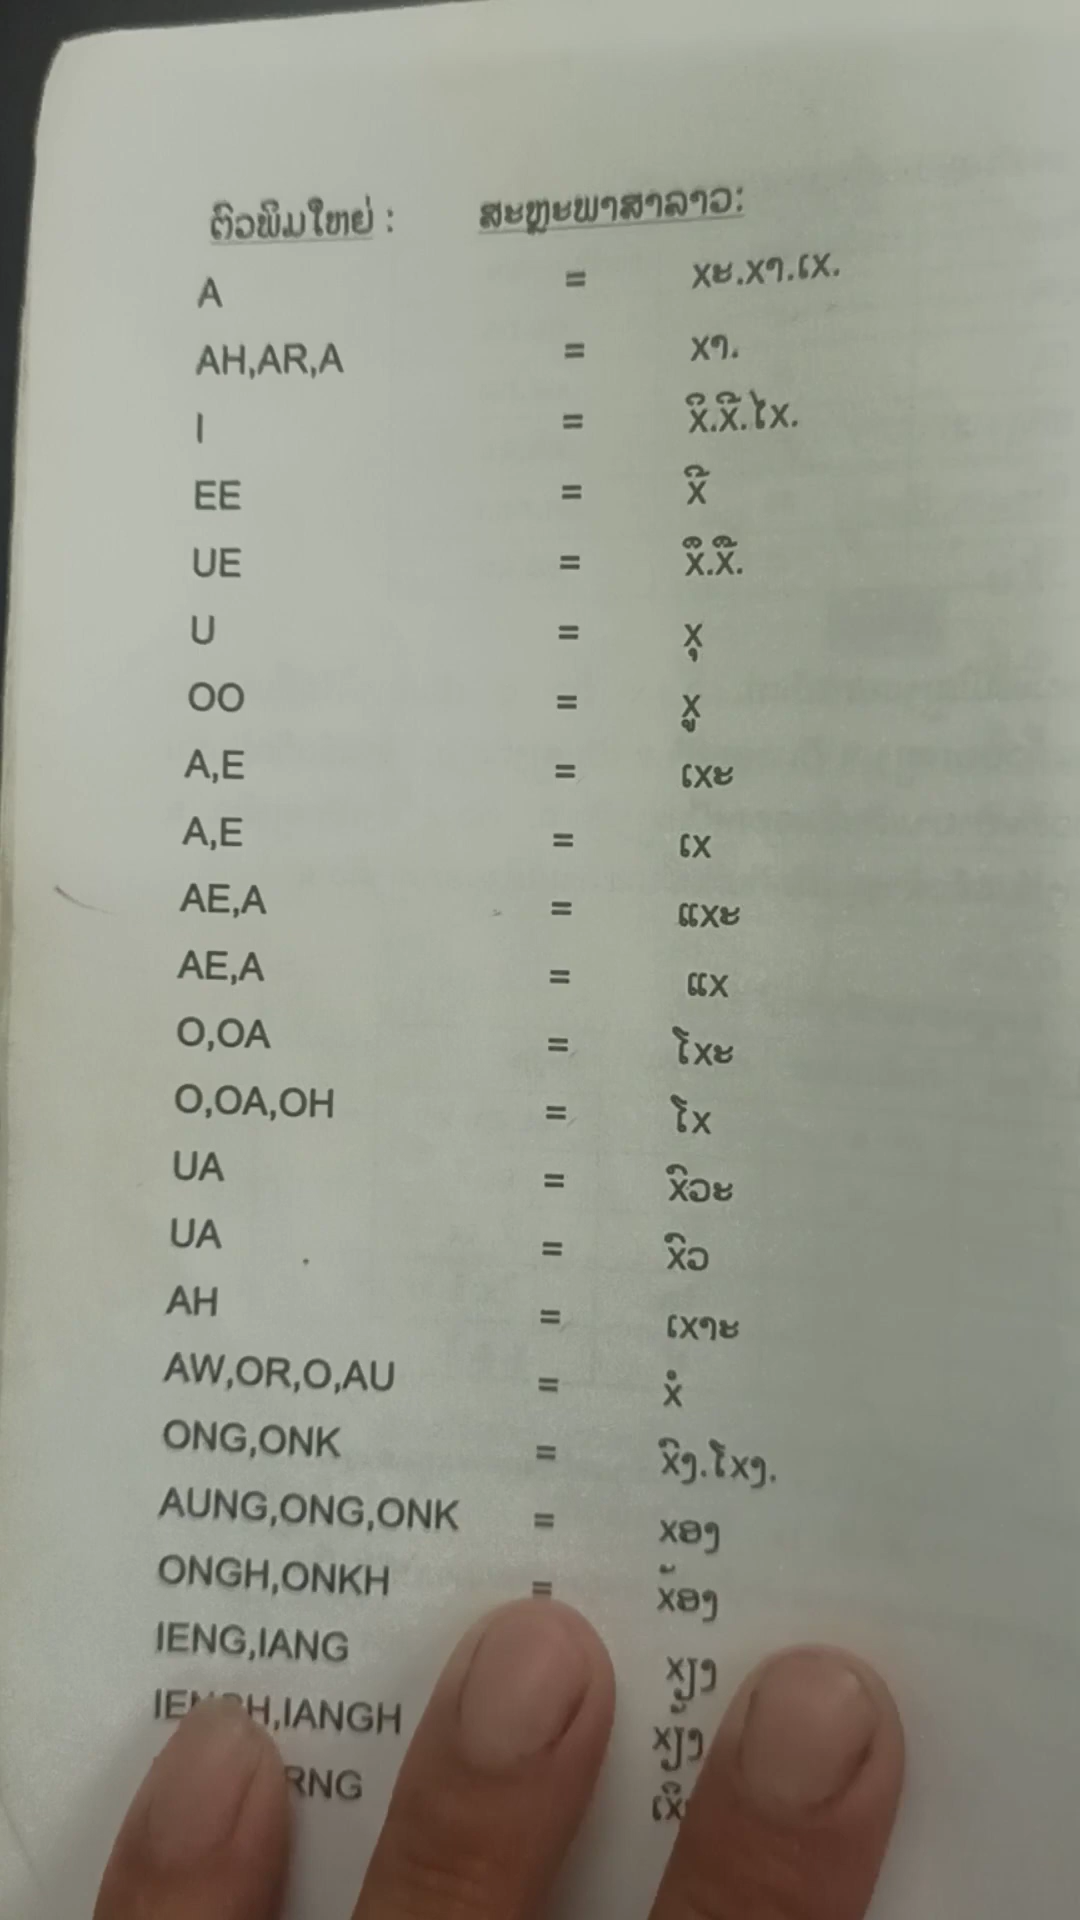 ຕົວພິມໃຫຍ່ : ສະຫຼະພາສາລາວ:
A = xະ.xາ.ເx.
AH,AR,A = xາ.
I = xິ.xີ.ໄx.
EE = xີ
UE = xຶ.xື.
U = xຸ
OO = xູ
A,E = ເxະ
A,E = ເx
AE,A = ແxະ
AE,A = ແx
O,OA = ໂxະ
O,OA,OH = ໂx
UA = xົວະ
UA = xົວ
AH = ເxາະ
AW,OR,O,AU = xໍ
ONG,ONK = xົງ.ໂxງ.
AUNG,ONG,ONK = xອງ
ONGH,ONKH = xັອງ
IENG,IANG xຽງ
IENGH,IANGH xຽ້ງ